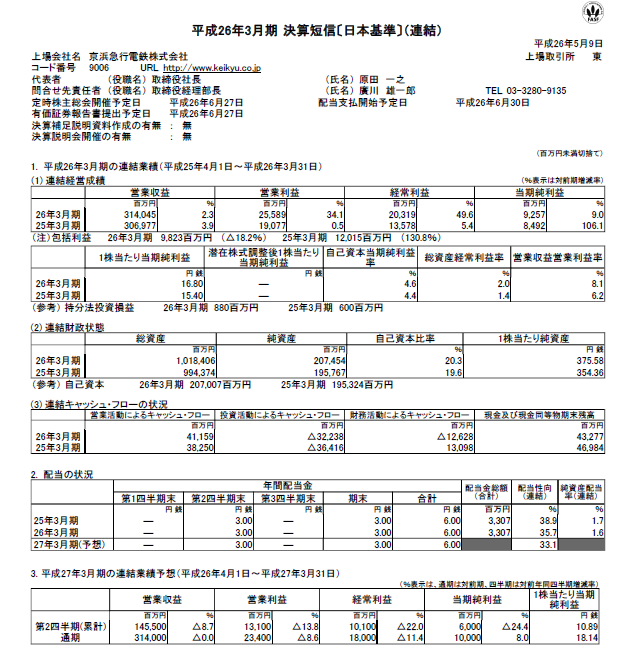 FASF
平成26年3月期 決算短信〔日本基準〕(連結)
平成26年5月9日
上場会社名 京浜急行電鉄株式会社 上場取引所 東
コード番号 9006 URL http://www.keikyu.co.jp
代表者 (役職名) 取締役社長 (氏名) 原田 一之
問合せ先責任者 (役職名) 取締役経理部長 (氏名) 廣川 雄一郎 TEL 03-3280-9135
定時株主総会開催予定日 平成26年6月27日 配当支払開始予定日 平成26年6月30日
有価証券報告書提出予定日 平成26年6月27日
決算補足説明資料作成の有無 : 無
決算説明会開催の有無 : 無
(百万円未満切捨て)
1. 平成26年3月期の連結業績(平成25年4月1日~平成26年3月31日)
(1) 連結経営成績 (%表示は対前期増減率)
営業収益 営業利益 経常利益 当期純利益
百万円 % 百万円 % 百万円 % 百万円 %
26年3月期 314,045 2.3 25,589 34.1 20,319 49.6 9,257 9.0
25年3月期 306,977 3.9 19,077 0.5 13,578 5.4 8,492 106.1
(注)包括利益 26年3月期 9,823百万円 (△18.2%) 25年3月期 12,015百万円 (130.8%)
1株当たり当期純利益 潜在株式調整後1株当たり当期純利益 自己資本当期純利益率 総資産経常利益率 営業収益営業利益率
円 銭 円 銭 % % %
26年3月期 16.80 ― 4.6 2.0 8.1
25年3月期 15.40 ― 4.4 1.4 6.2
(参考) 持分法投資損益 26年3月期 880百万円 25年3月期 600百万円
(2) 連結財政状態
総資産 純資産 自己資本比率 1株当たり純資産
百万円 百万円 % 円 銭
26年3月期 1,018,406 207,454 20.3 375.58
25年3月期 994,374 195,767 19.6 354.36
(参考) 自己資本 26年3月期 207,007百万円 25年3月期 195,324百万円
(3) 連結キャッシュ・フローの状況
営業活動によるキャッシュ・フロー 投資活動によるキャッシュ・フロー 財務活動によるキャッシュ・フロー 現金及び現金同等物期末残高
百万円 百万円 百万円 百万円
26年3月期 41,159 △32,238 △12,628 43,277
25年3月期 38,250 △36,416 13,098 46,984
2. 配当の状況
年間配当金 配当金総額(合計) 配当性向(連結) 純資産配当率(連結)
第1四半期末 第2四半期末 第3四半期末 期末 合計
円 銭 円 銭 円 銭 円 銭 円 銭 百万円 % %
25年3月期 ― 3.00 ― 3.00 6.00 3,307 38.9 1.7
26年3月期 ― 3.00 ― 3.00 6.00 3,307 35.7 1.6
27年3月期(予想) ― 3.00 ― 3.00 6.00 33.1
3. 平成27年3月期の連結業績予想(平成26年4月1日~平成27年3月31日)
(%表示は、通期は対前期、四半期は対前年同四半期増減率)
営業収益 営業利益 経常利益 当期純利益 1株当たり当期純利益
百万円 % 百万円 % 百万円 % 百万円 % 円 銭
第2四半期(累計) 145,500 △8.7 13,100 △13.8 10,100 △22.0 6,000 △24.4 10.89
通期 314,000 △0.0 23,400 △8.6 18,000 △11.4 10,000 8.0 18.14